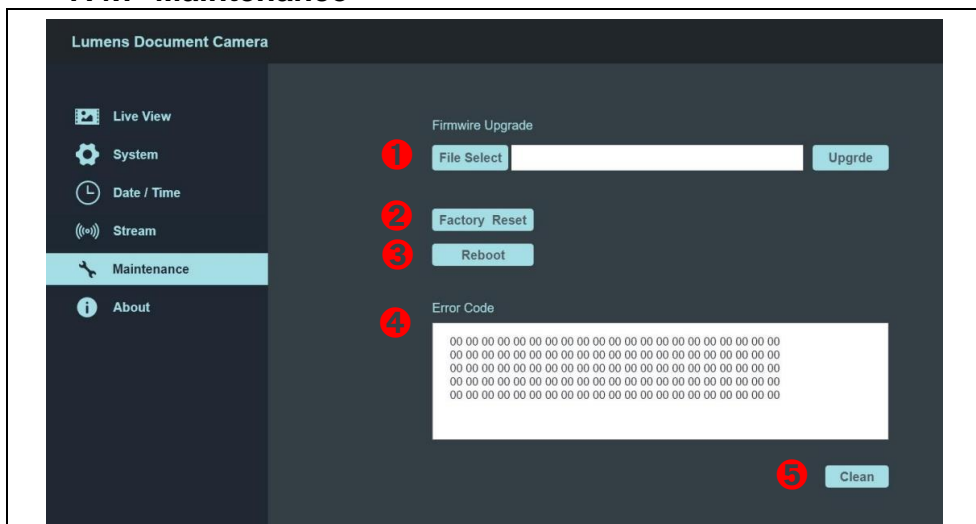 Maintenance
Lumens Document Camera
Live View
System
Date / Time
Stream
Maintenance
About
Firmwire Upgrade
1 File Select Upgrde
2 Factory Reset
3 Reboot
4 Error Code
00 00 00 00 00 00 00 00 00 00 00 00 00 00 00 00 00 00 00 00 00
00 00 00 00 00 00 00 00 00 00 00 00 00 00 00 00 00 00 00 00 00
00 00 00 00 00 00 00 00 00 00 00 00 00 00 00 00 00 00 00 00 00
00 00 00 00 00 00 00 00 00 00 00 00 00 00 00 00 00 00 00 00 00
00 00 00 00 00 00 00 00 00 00 00 00 00 00 00 00 00 00 00 00 00
5 Clean